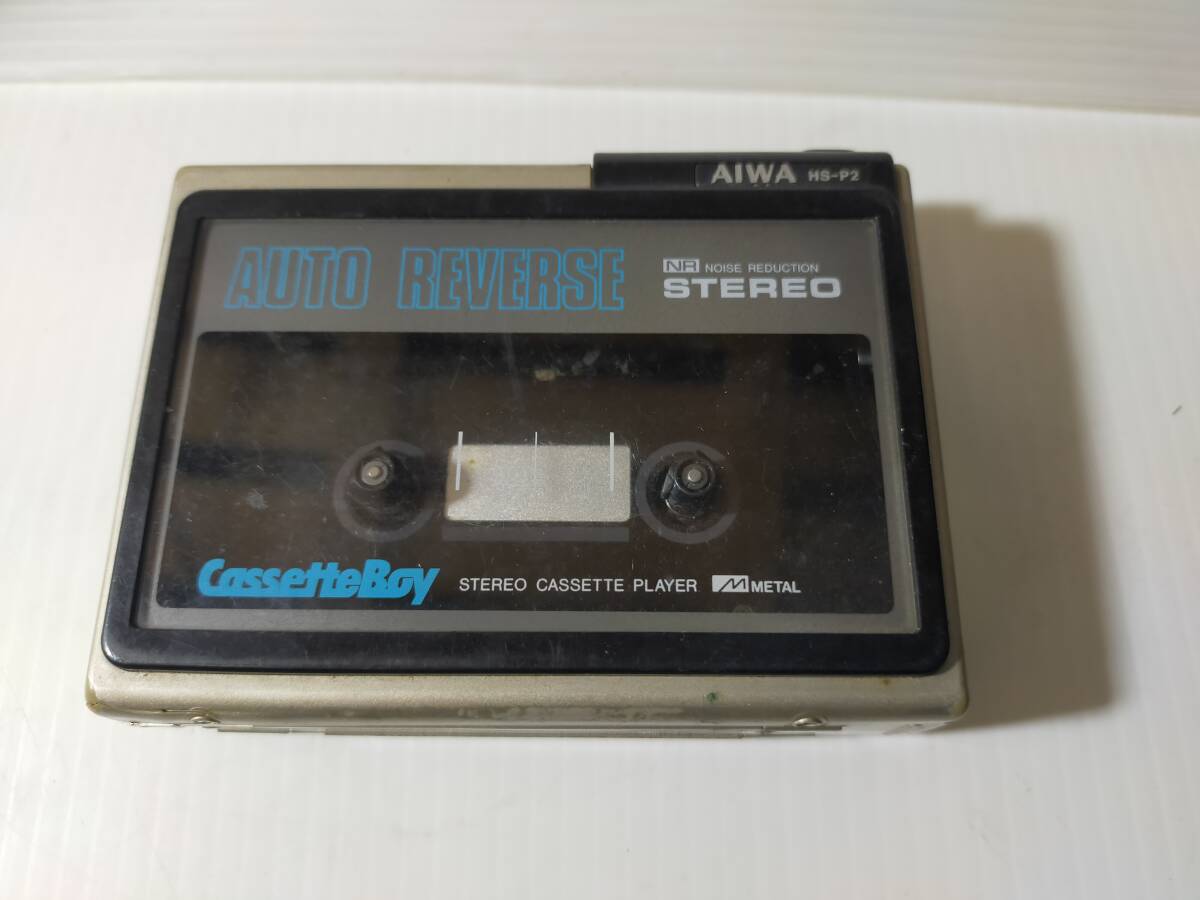 AIWA HS-P2
AUTO REVERSE
NR NOISE REDUCTION
STEREO
CassetteBoy STEREO CASSETTE PLAYER METAL